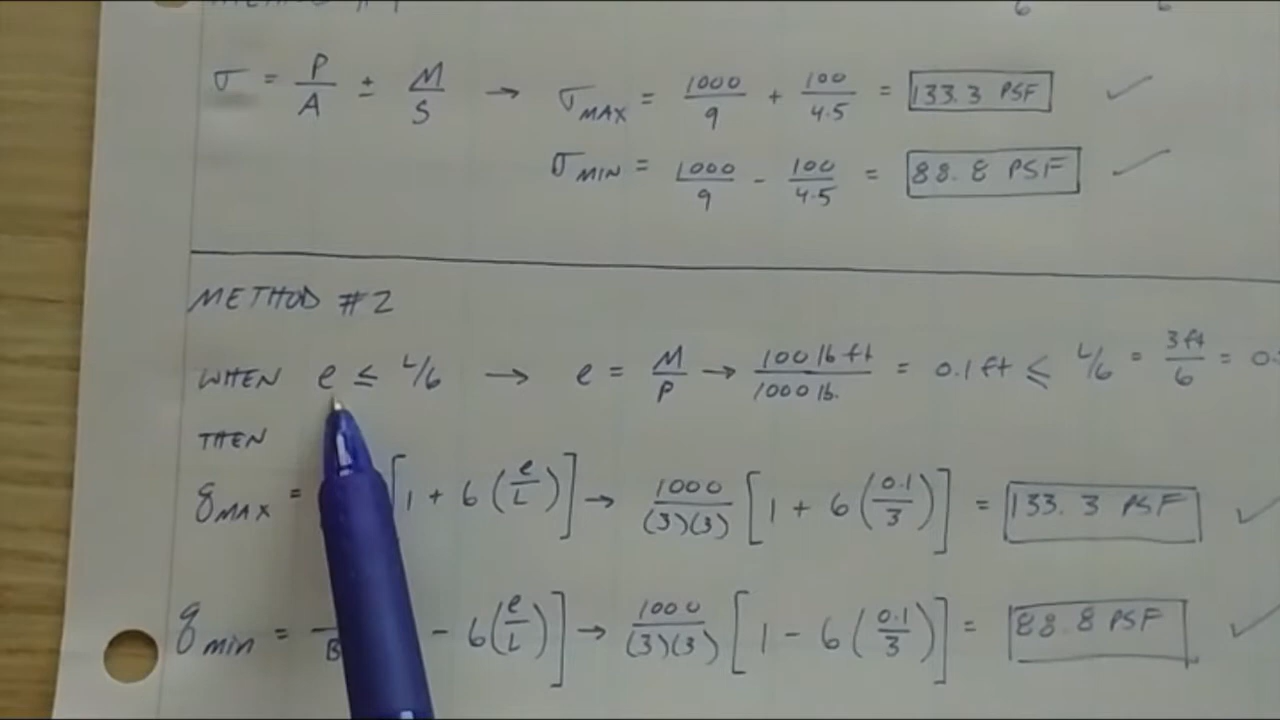 σ = P/A ± M/S → σMAX = 1000/9 + 100/4.5 = 133.3 PSF ✓
σMIN = 1000/9 - 100/4.5 = 88.8 PSF ✓
METHOD #2
WHEN e ≤ L/6 → e = M/P → 100 lb ft/1000 lb. = 0.1 ft ≤ L/6 = 3 ft/6 = 0.
THEN
qMAX = [1 + 6(e/L)] → 1000/(3)(3) [1 + 6(0.1/3)] = 133.3 PSF ✓
qmin = B - 6(e/L)] → 1000/(3)(3) [1 - 6(0.1/3)] = 88.8 PSF ✓